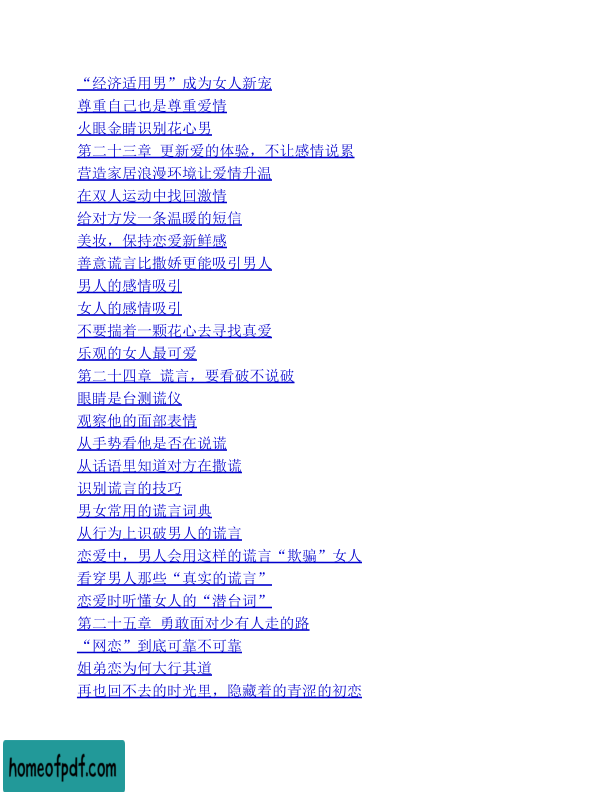 “经济适用男”成为女人新宠
尊重自己也是尊重爱情
火眼金睛识别花心男
第二十三章 更新爱的体验，不让感情说累
营造家居浪漫环境让爱情升温
在双人运动中找回激情
给对方发一条温暖的短信
美妆，保持恋爱新鲜感
善意谎言比撒娇更能吸引男人
男人的感情吸引
女人的感情吸引
不要揣着一颗花心去寻找真爱
乐观的女人最可爱
第二十四章 谎言，要看破不说破
眼睛是台测谎仪
观察他的面部表情
从手势看他是否在说谎
从话语里知道对方在撒谎
识别谎言的技巧
男女常用的谎言词典
从行为上识破男人的谎言
恋爱中，男人会用这样的谎言“欺骗”女人
看穿男人那些“真实的谎言”
恋爱时听懂女人的“潜台词”
第二十五章 勇敢面对少有人走的路
“网恋”到底可靠不可靠
姐弟恋为何大行其道
再也回不去的时光里，隐藏着的青涩的初恋
homeofpdf.com